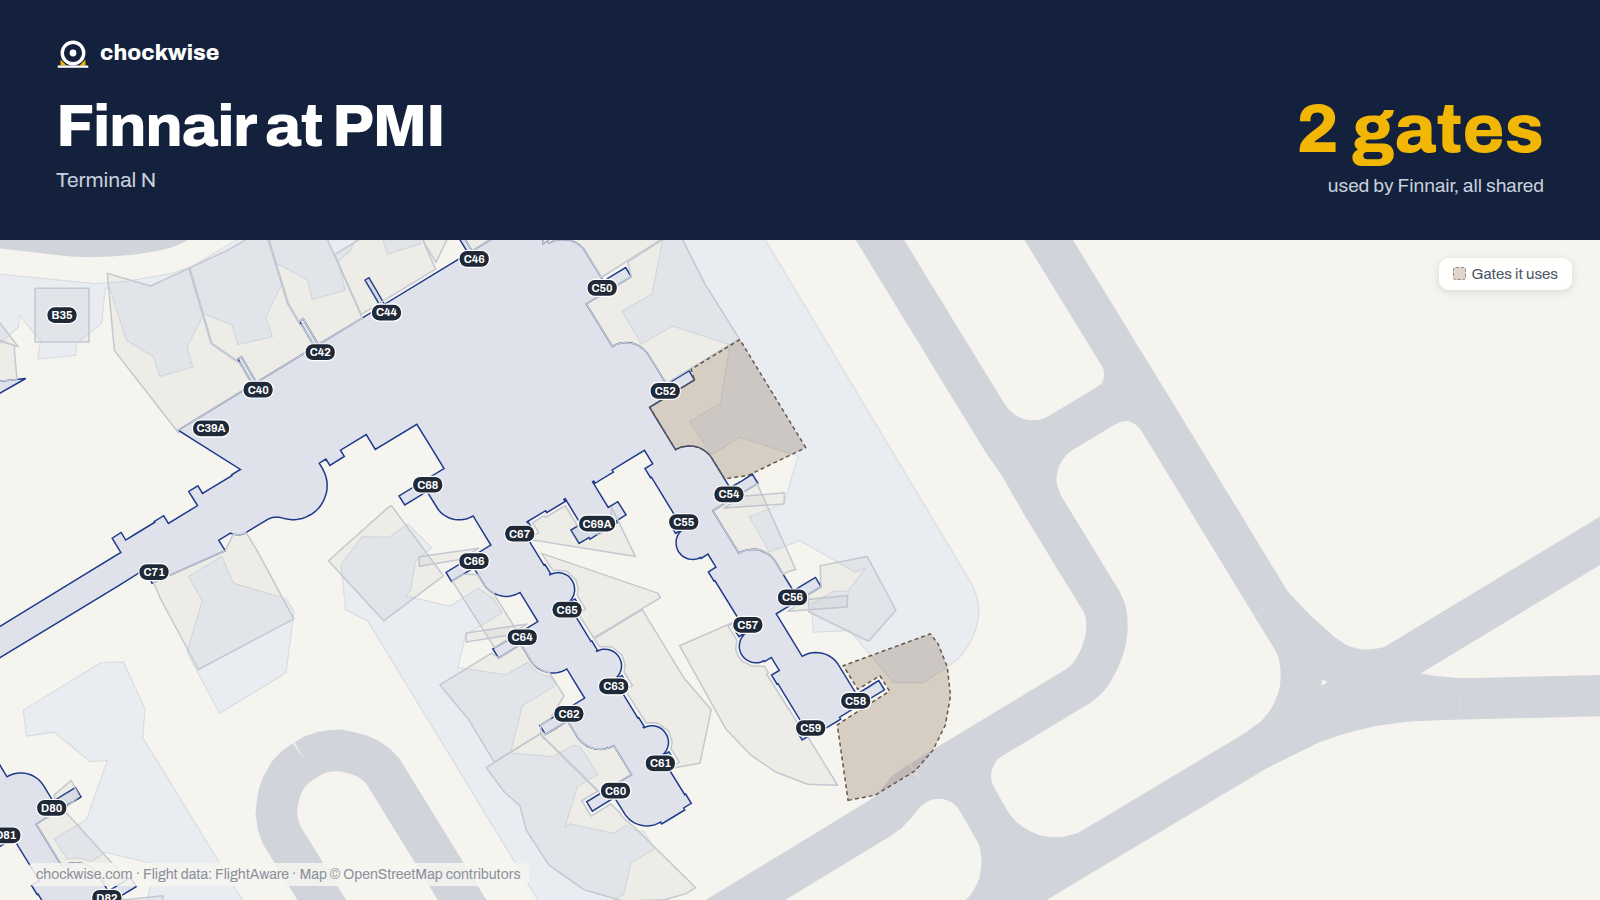 chockwise
Finnair at PMI
Terminal N
2 gates
used by Finnair, all shared
Gates it uses
C46
C50
B35
C44
C42
C40
C52
C39A
C68
C54
C69A
C55
C67
C66
C71
C56
C65
C57
C64
C63
C58
C62
C59
C61
C60
D80
D81
D82
chockwise.com · Flight data: FlightAware · Map © OpenStreetMap contributors